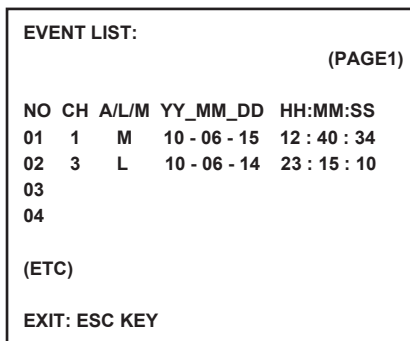 EVENT LIST:
(PAGE1)
NO CH A/L/M YY_MM_DD HH:MM:SS
01 1 M 10 - 06 - 15 12 : 40 : 34
02 3 L 10 - 06 - 14 23 : 15 : 10
03
04
(ETC)
EXIT: ESC KEY